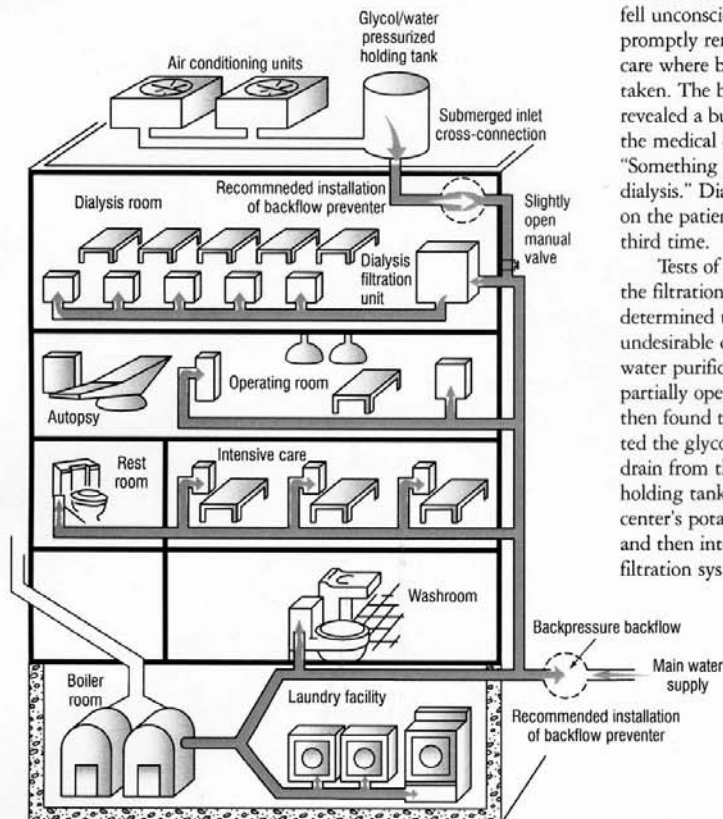 Glycol/water
pressurized
holding tank
Air conditioning units
Submerged inlet
cross-connection
Dialysis room
Recommneded installation
of backflow preventer
Slightly
open
manual
valve
Dialysis
filtration
unit
Operating room
Autopsy
Rest
room
Intensive care
Washroom
Backpressure backflow
Main water
supply
Boiler
room
Laundry facility
Recommended installation
of backflow preventer
fell unconsci
promptly rem
care where b
taken. The b
revealed a bu
the medical
"Something
dialysis." Dia
on the patien
third time.
Tests of
the filtration
determined t
undesirable
water purific
partially ope
then found t
ted the glyco
drain from t
holding tank
center's pota
and then int
filtration sys